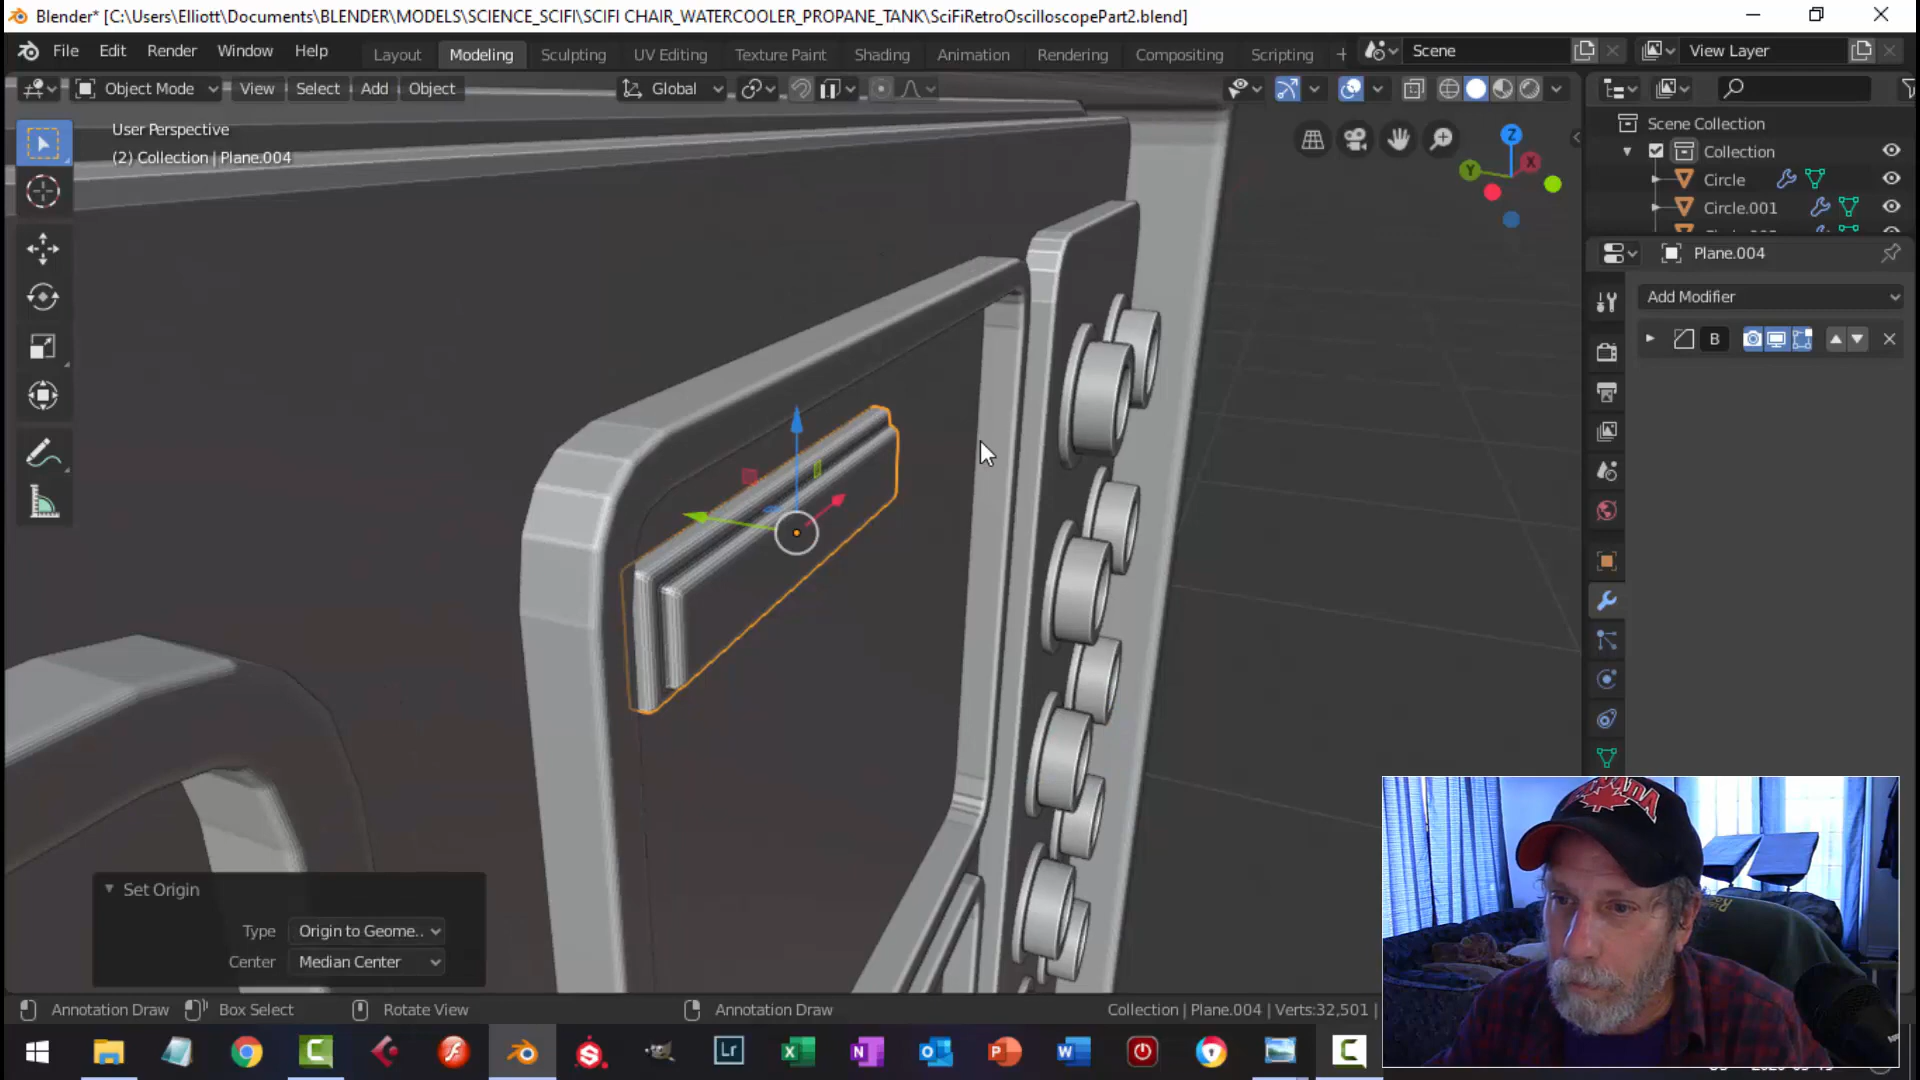 Blender* [C:\Users\Elliott\Documents\BLENDER\MODELS\SCIENCE_SCIFI\SCIFI CHAIR_WATERCOOLER_PROPANE_TANK\SciFiRetroOscilloscopePart2.blend]
File Edit Render Window Help Layout Modeling Sculpting UV Editing Texture Paint Shading Animation Rendering Compositing Scripting + Scene View Layer
Object Mode View Select Add Object Global
User Perspective
(2) Collection | Plane.004
Z
Y
X
Scene Collection
Collection
Circle
Circle.001
Plane.004
Add Modifier
B
Set Origin
Type Origin to Geome..
Center Median Center
Annotation Draw Box Select Rotate View Annotation Draw Collection | Plane.004 | Verts:32,501 |
Lr